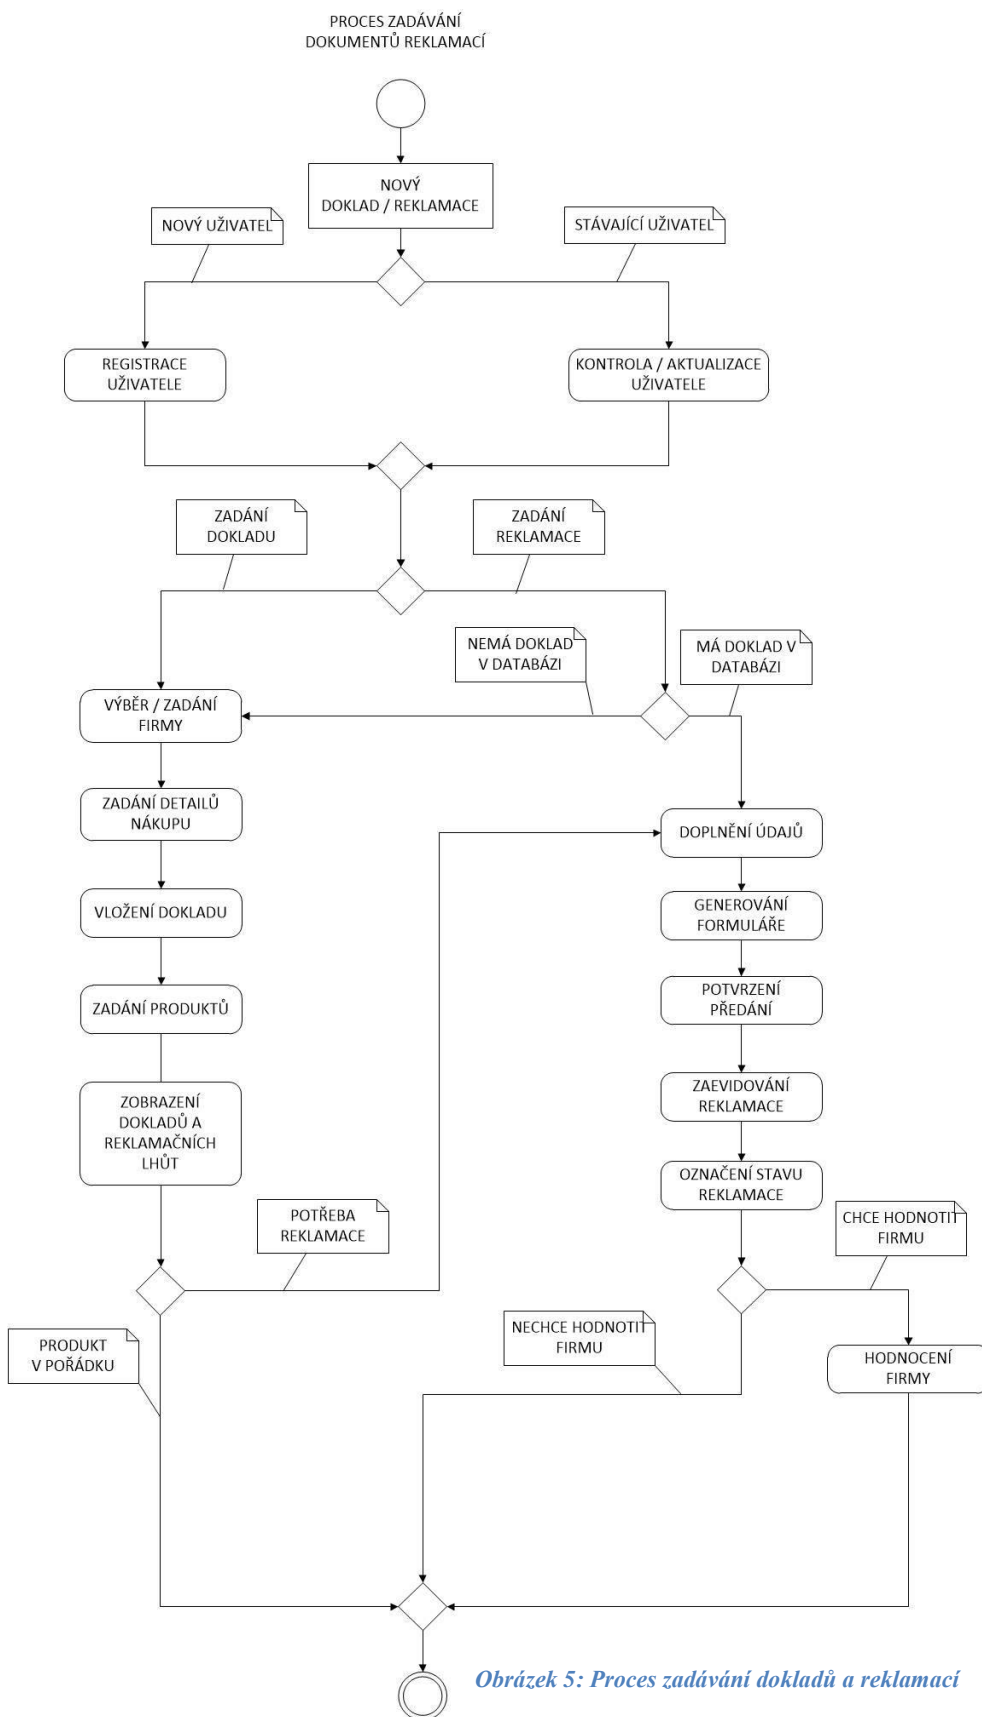 PROCES ZADÁVÁNÍ
DOKUMENTŮ REKLAMACÍ
NOVÝ
DOKLAD / REKLAMACE
NOVÝ UŽIVATEL
STÁVAJÍCÍ UŽIVATEL
REGISTRACE
UŽIVATELE
KONTROLA / AKTUALIZACE
UŽIVATELE
ZADÁNÍ
DOKLADU
ZADÁNÍ
REKLAMACE
NEMÁ DOKLAD
V DATABÁZI
MÁ DOKLAD V
DATABÁZI
VÝBĚR / ZADÁNÍ
FIRMY
ZADÁNÍ DETAILŮ
NÁKUPU
DOPLNĚNÍ ÚDAJŮ
VLOŽENÍ DOKLADU
GENEROVÁNÍ
FORMULÁŘE
ZADÁNÍ PRODUKTŮ
POTVRZENÍ
PŘEDÁNÍ
ZOBRAZENÍ
DOKLADŮ A
REKLAMAČNÍCH
LHŮT
ZAEVIDOVÁNÍ
REKLAMACE
OZNAČENÍ STAVU
REKLAMACE
POTŘEBA
REKLAMACE
CHCE HODNOTIT
FIRMU
PRODUKT
V POŘÁDKU
NECHCE HODNOTIT
FIRMU
HODNOCENÍ
FIRMY
Obrázek 5: Proces zadávání dokladů a reklamací